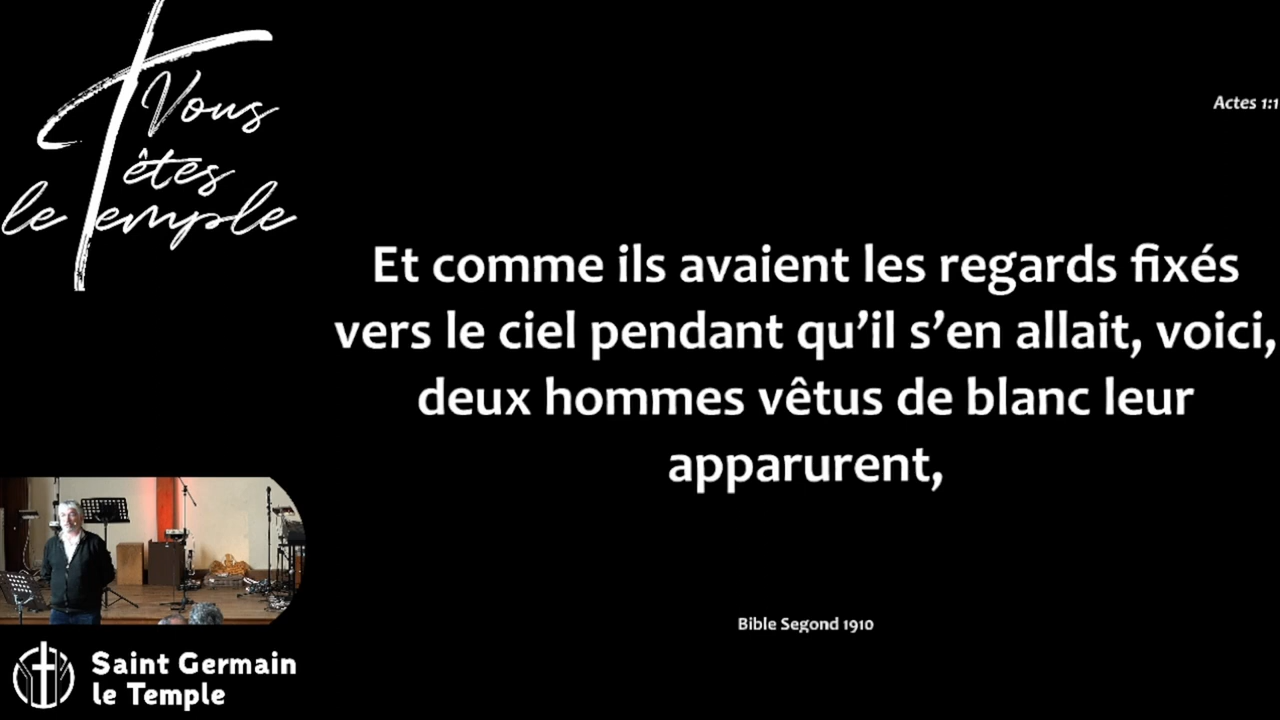 Vous
êtes
le temple
Actes 1:1
Et comme ils avaient les regards fixés
vers le ciel pendant qu’il s’en allait, voici,
deux hommes vêtus de blanc leur
apparurent,
Bible Segond 1910
Saint Germain
le Temple